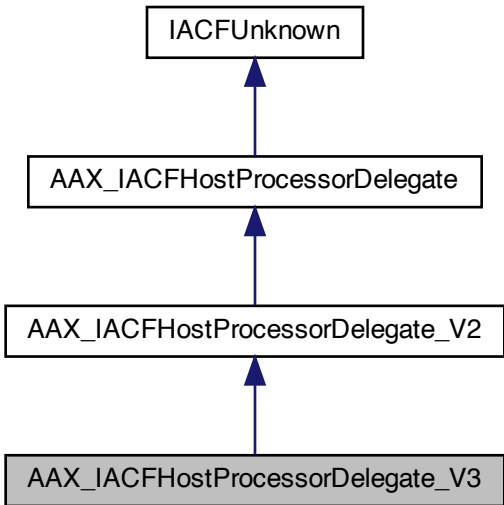 IACFUnknown
AAX_IACFHostProcessorDelegate
AAX_IACFHostProcessorDelegate_V2
AAX_IACFHostProcessorDelegate_V3